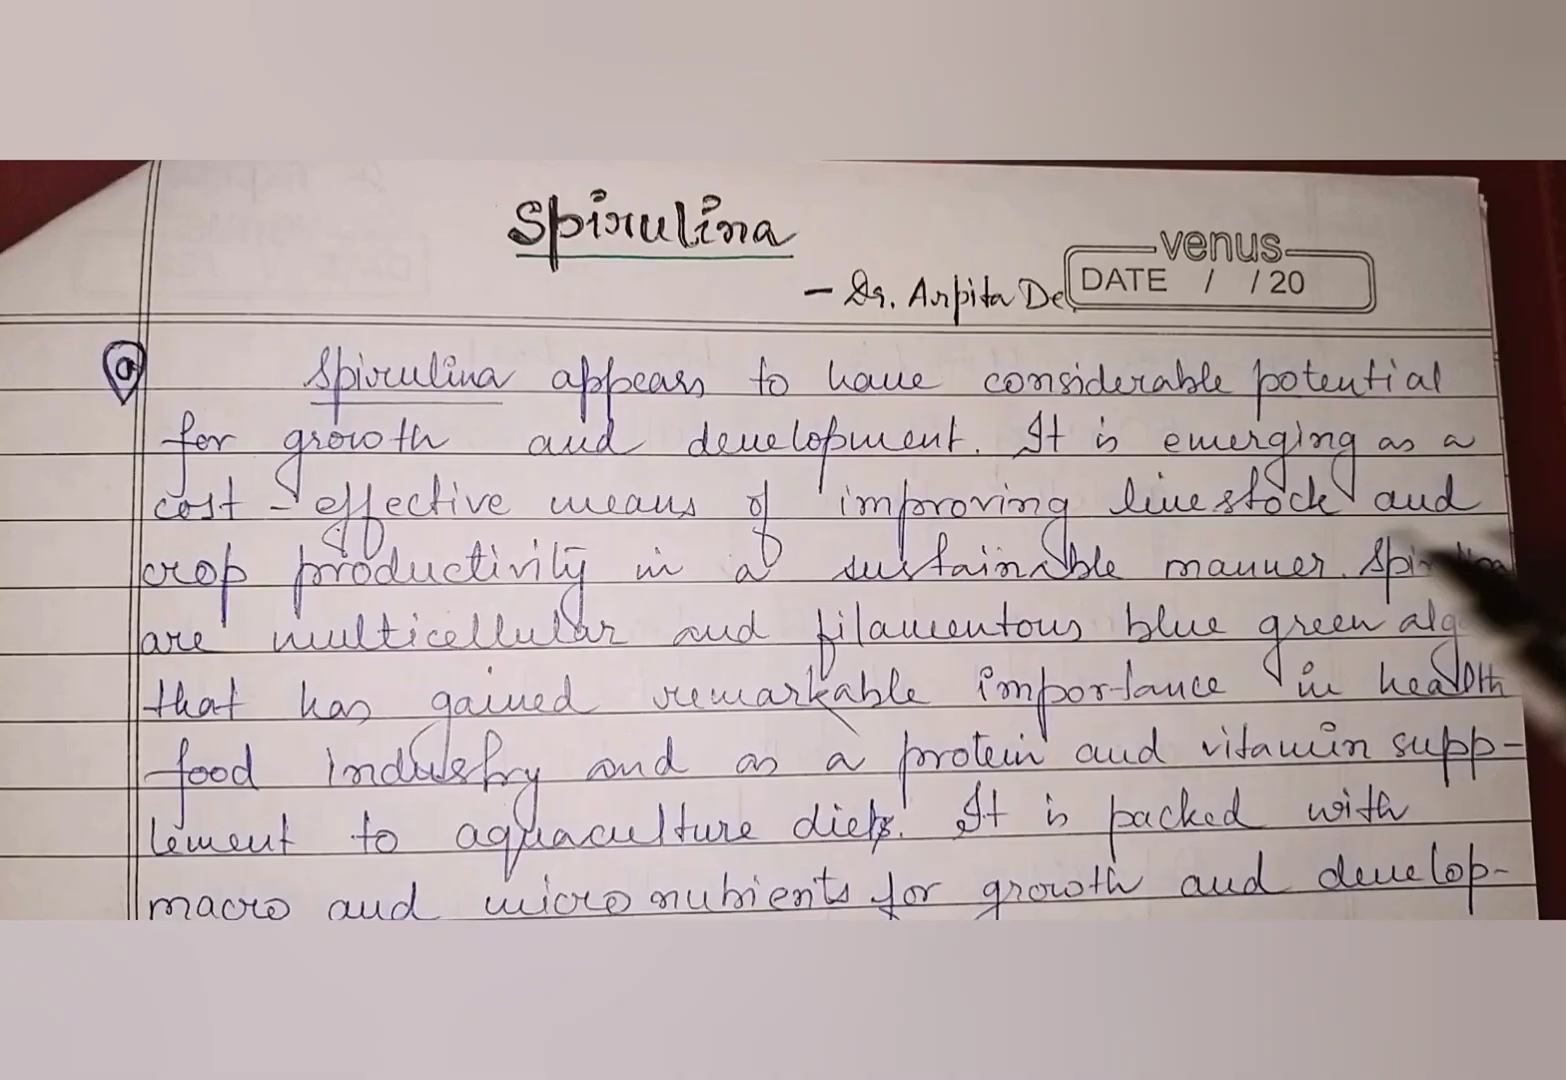 Spirulina
venus
- Dr. Arpita De
DATE / / 20
a
Spirulina appears to have considerable potential
for growth and development. It is emerging as a
cost-effective means of improving livestock and
crop productivity in a sustainable manner.
are multicellular and filamentous blue green
that has gained remarkable importance in health
food industry and as a protein and vitamin supp-
lement to aquaculture diets. It is packed with
macro and micro nutrients for growth and develop-